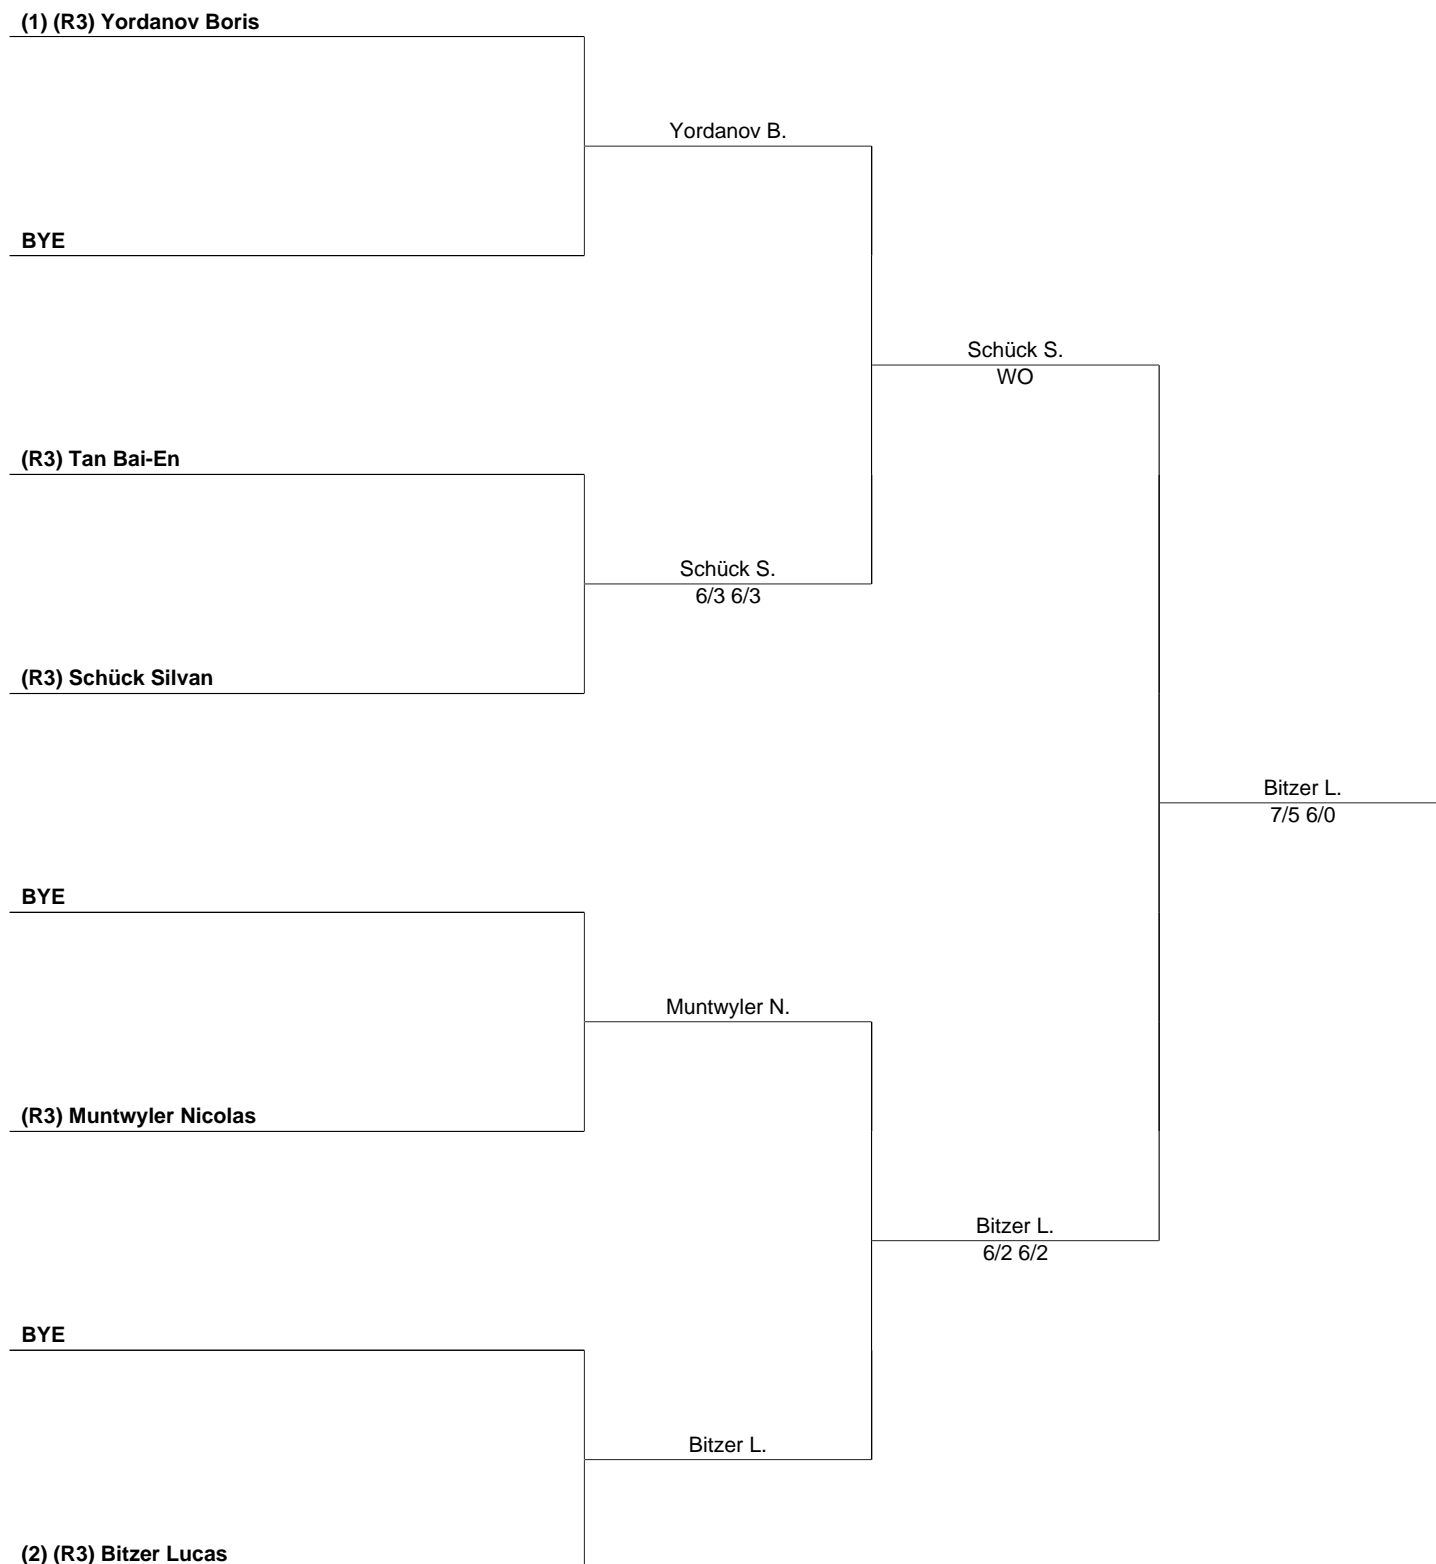 (1) (R3) Yordanov Boris
Yordanov B.
BYE
Schück S.
WO
(R3) Tan Bai-En
Schück S.
6/3 6/3
(R3) Schück Silvan
Bitzer L.
7/5 6/0
BYE
Muntwyler N.
(R3) Muntwyler Nicolas
Bitzer L.
6/2 6/2
BYE
Bitzer L.
(2) (R3) Bitzer Lucas